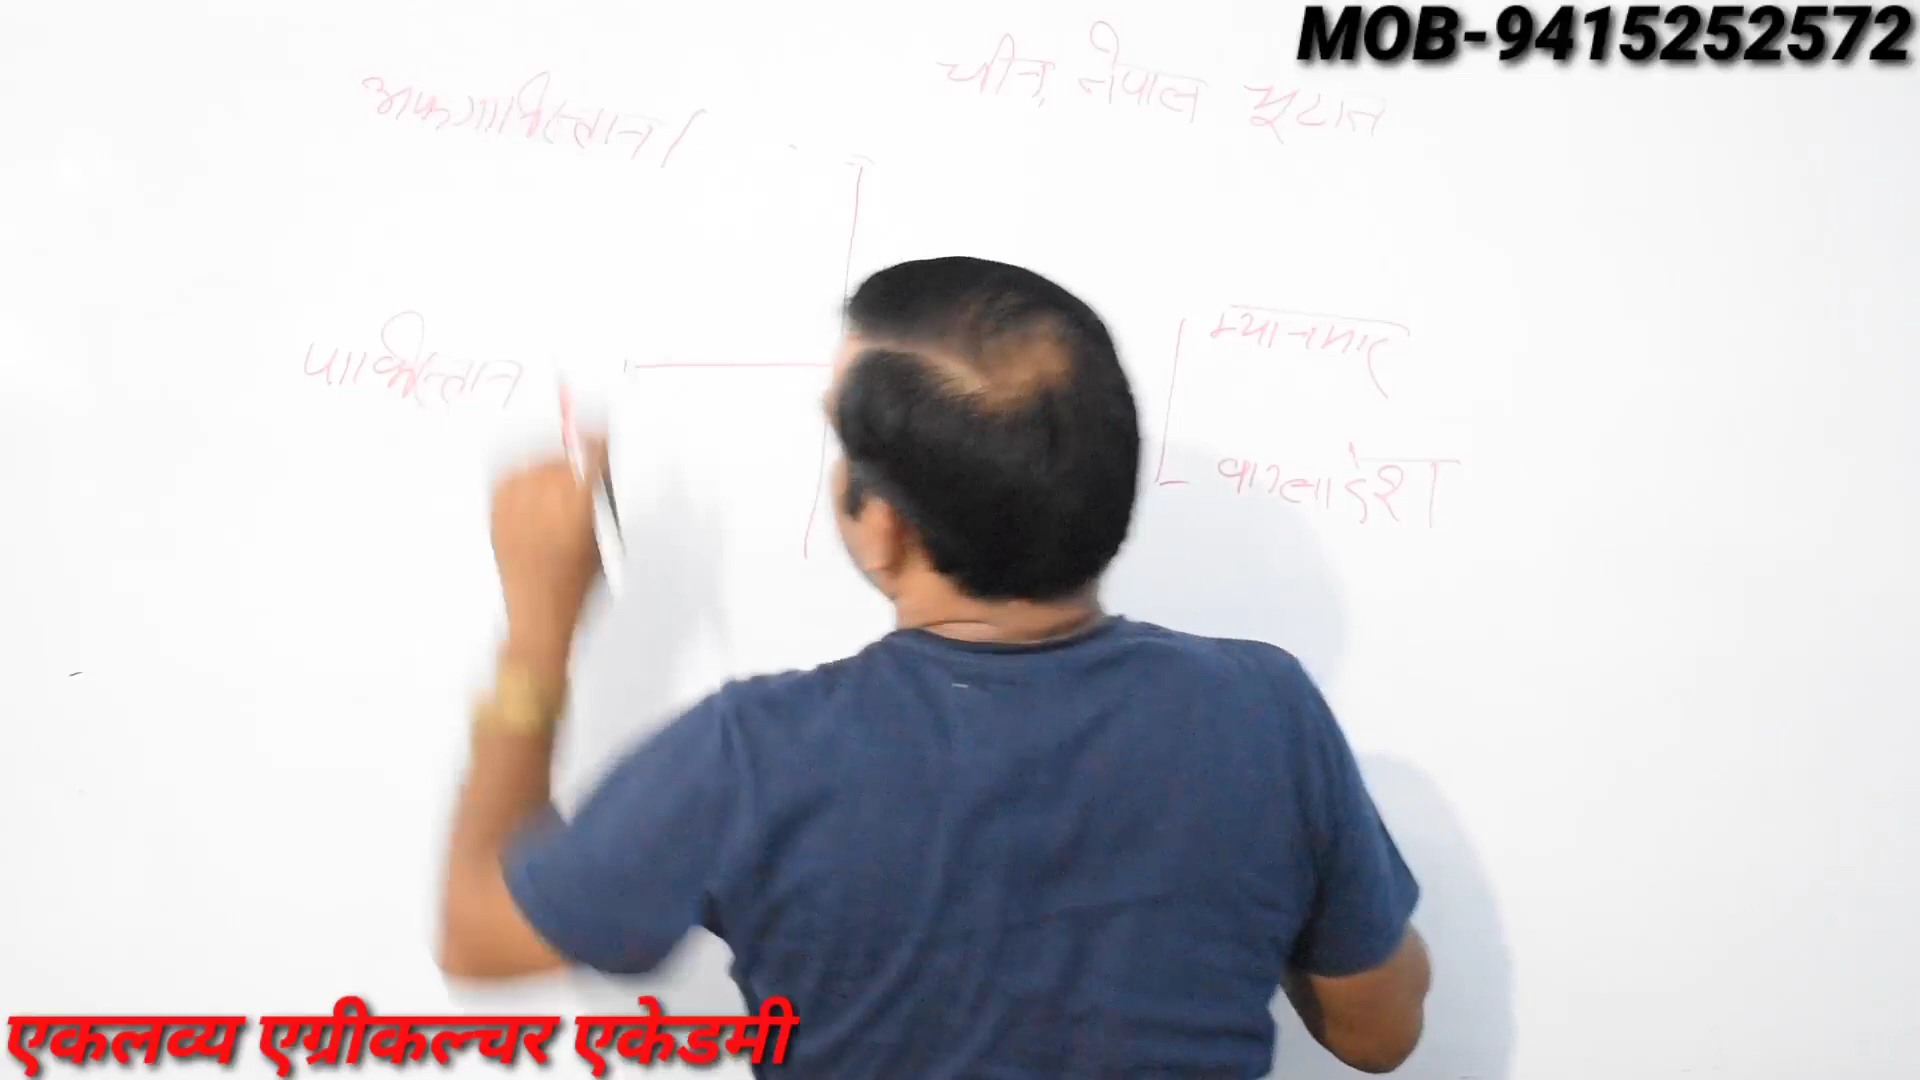 MOB-9415252572
चीन, नेपाल भूटान
अफगानिस्तान
पाकिस्तान
म्यानमार
बांग्लादेश
एकलव्य एग्रीकल्चर एकेडमी